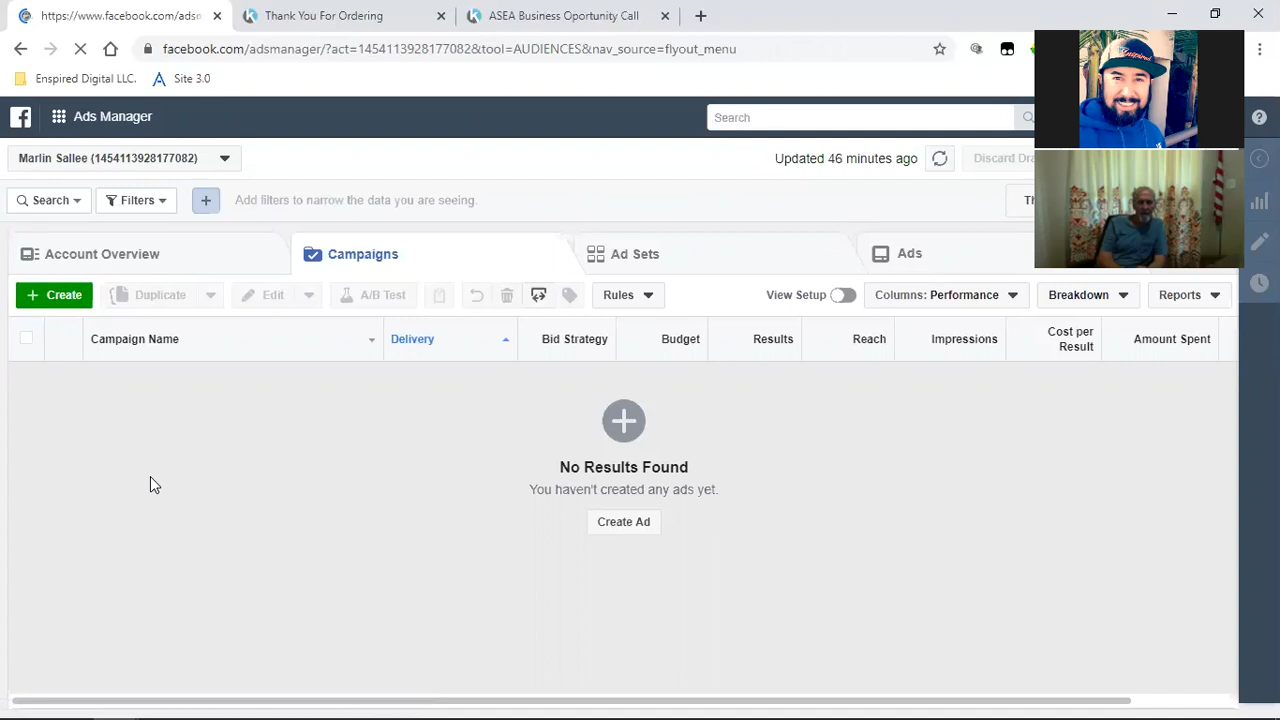 https://www.facebook.com/adsm
Thank You For Ordering
ASEA Business Oportunity Call
facebook.com/adsmanager/?act=1454113928177082&tool=AUDIENCES&nav_source=flyout_menu
Enspired Digital LLC.
Site 3.0
Ads Manager
Search
Marlin Sallee (1454113928177082)
Updated 46 minutes ago
Discard Dra
Search
Filters
Add filters to narrow the data you are seeing.
Th
Account Overview
Campaigns
Ad Sets
Ads
Create
Duplicate
Edit
A/B Test
Rules
View Setup
Columns: Performance
Breakdown
Reports
Campaign Name
Delivery
Bid Strategy
Budget
Results
Reach
Impressions
Cost per
Result
Amount Spent
No Results Found
You haven't created any ads yet.
Create Ad